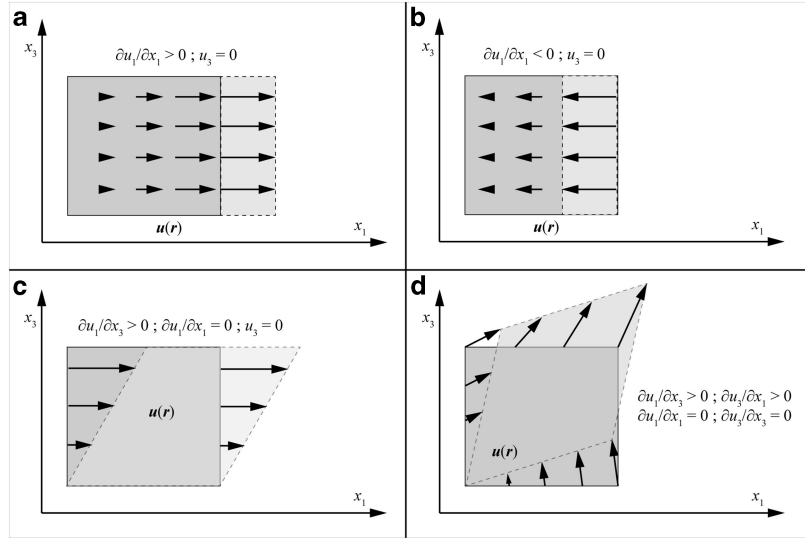 a
x₃
∂u₁/∂x₁ > 0 ; u₃ = 0
u(r)
x₁
b
x₃
∂u₁/∂x₁ < 0 ; u₃ = 0
u(r)
x₁
c
x₃
∂u₁/∂x₃ > 0 ; ∂u₁/∂x₁ = 0 ; u₃ = 0
u(r)
x₁
d
x₃
∂u₁/∂x₃ > 0 ; ∂u₃/∂x₁ > 0
∂u₁/∂x₁ = 0 ; ∂u₃/∂x₃ = 0
u(r)
x₁